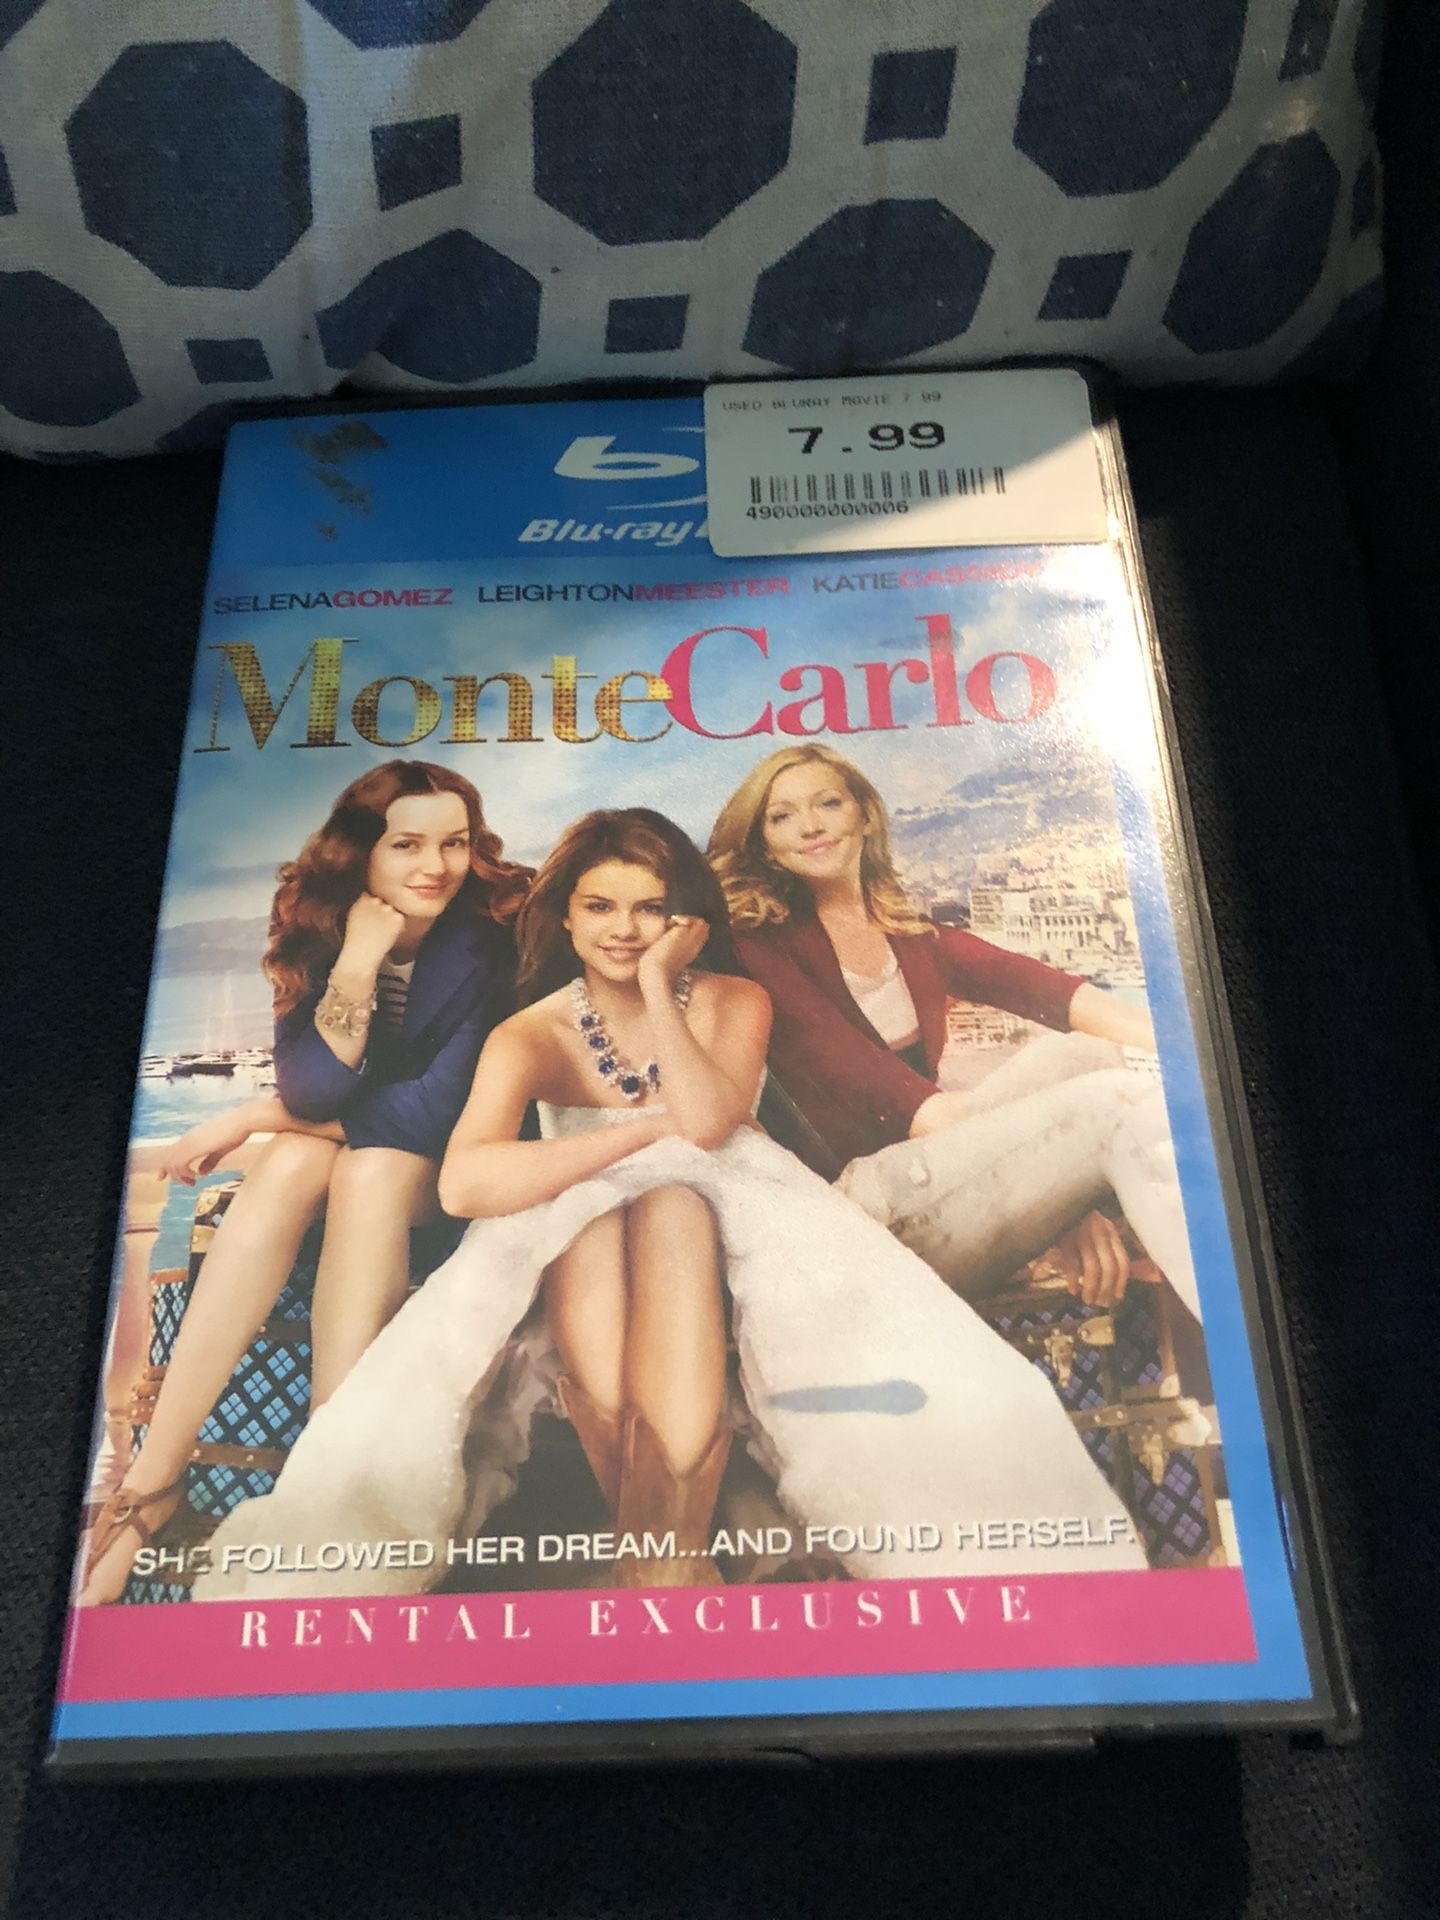 USED BLURAY MOVIE 7.99
7.99
490000000006
Blu-ray
SELENAGOMEZ LEIGHTONMEESTER KATIECASSIDY
MonteCarlo
SHE FOLLOWED HER DREAM...AND FOUND HERSELF.
RENTAL EXCLUSIVE